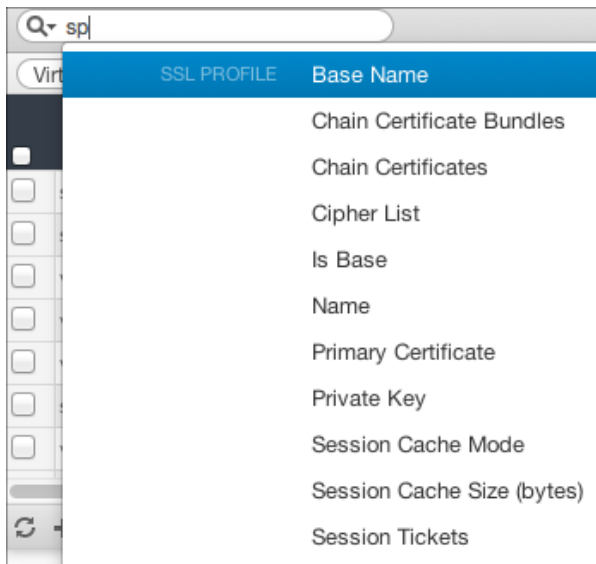 sp
Virt
SSL PROFILE Base Name
Chain Certificate Bundles
Chain Certificates
Cipher List
Is Base
Name
Primary Certificate
Private Key
Session Cache Mode
Session Cache Size (bytes)
Session Tickets